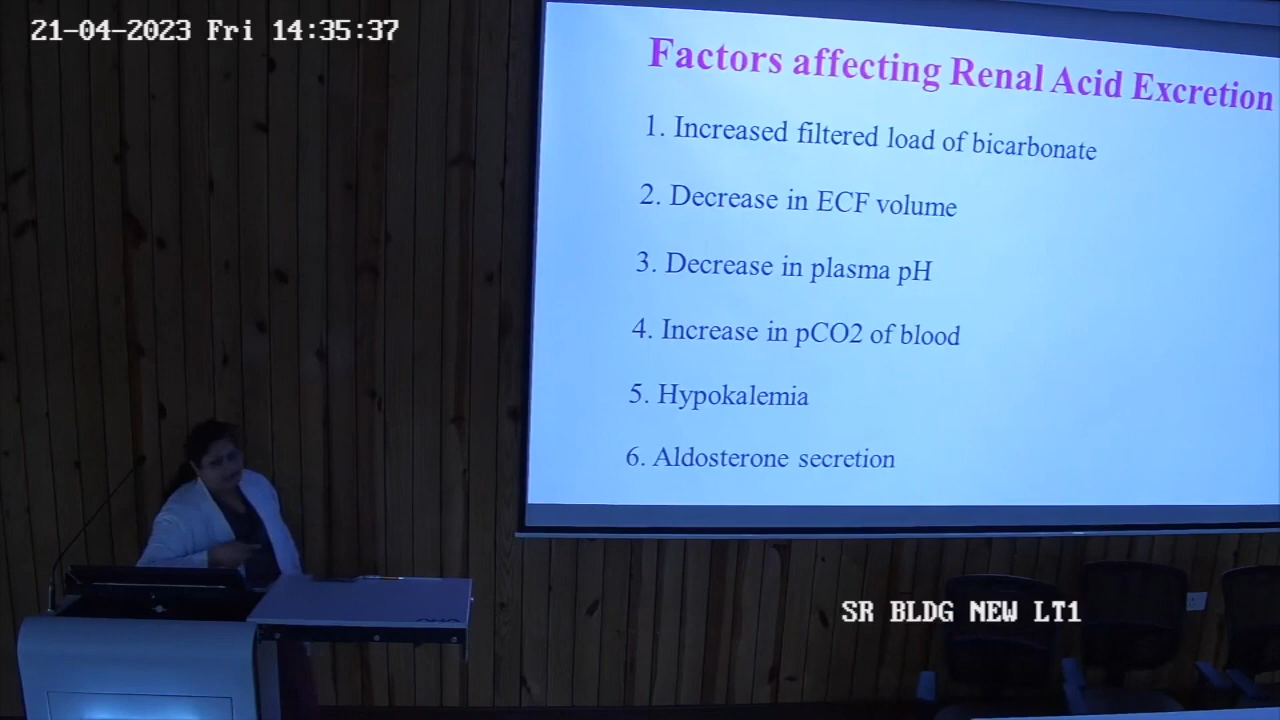 21-04-2023 Fri 14:35:37
Factors affecting Renal Acid Excretion
1. Increased filtered load of bicarbonate
2. Decrease in ECF volume
3. Decrease in plasma pH
4. Increase in pCO2 of blood
5. Hypokalemia
6. Aldosterone secretion
SR BLDG NEW LT1